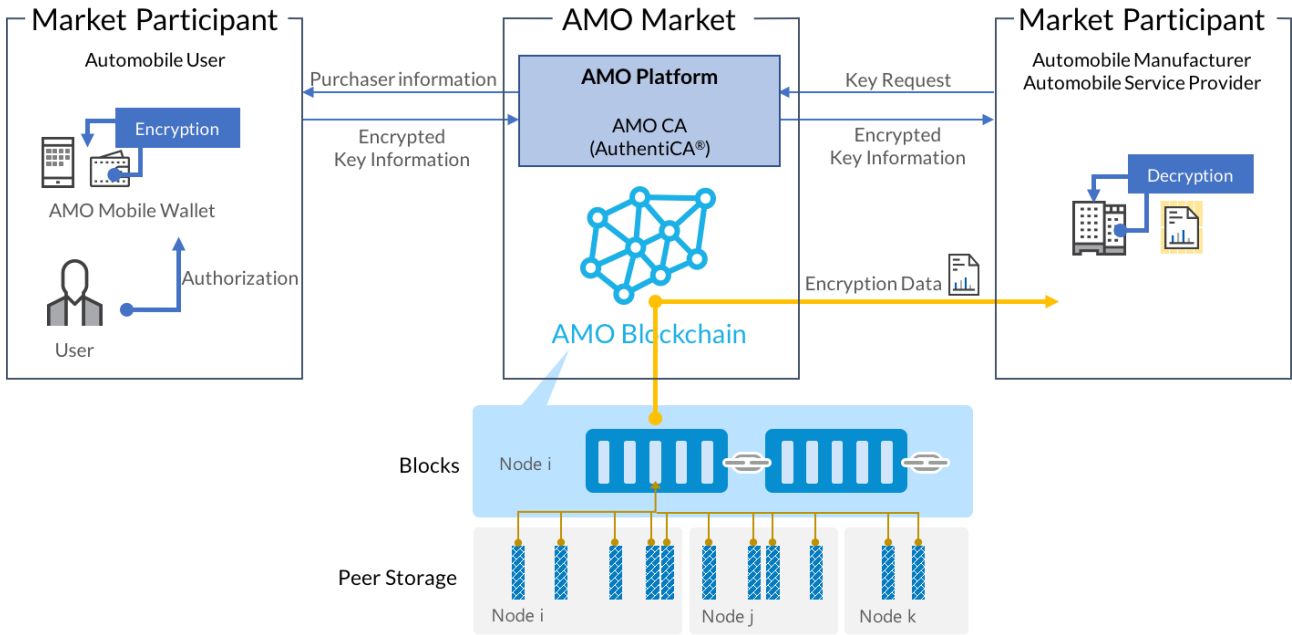 Market Participant
Automobile User
Encryption
AMO Mobile Wallet
Authorization
User
Purchaser information
Encrypted
Key Information
AMO Market
AMO Platform
AMO CA
(AuthentiCA®)
AMO Blockchain
Key Request
Encrypted
Key Information
Encryption Data
Market Participant
Automobile Manufacturer
Automobile Service Provider
Decryption
Blocks
Node i
Peer Storage
Node i
Node j
Node k